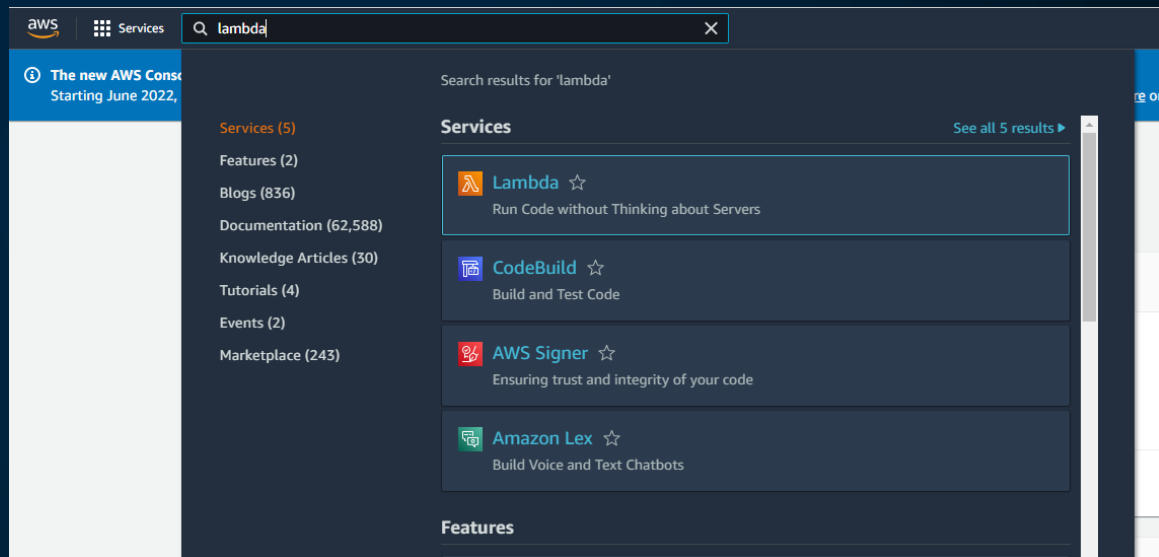 aws
Services
lambda
The new AWS Conso
Starting June 2022,
re o
Search results for 'lambda'
Services (5)
Features (2)
Blogs (836)
Documentation (62,588)
Knowledge Articles (30)
Tutorials (4)
Events (2)
Marketplace (243)
Services
See all 5 results
Lambda
Run Code without Thinking about Servers
CodeBuild
Build and Test Code
AWS Signer
Ensuring trust and integrity of your code
Amazon Lex
Build Voice and Text Chatbots
Features